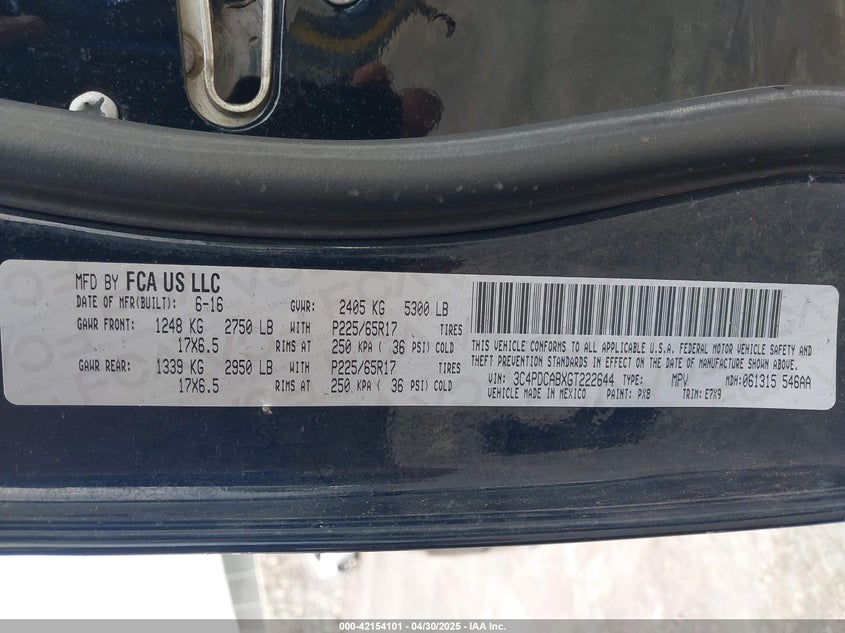 MFD BY FCA US LLC
DATE OF MFR(BUILT): 6-16 GVWR: 2405 KG 5300 LB
GAWR FRONT: 1248 KG 2750 LB WITH P225/65R17 TIRES
17X6.5 RIMS AT 250 KPA ( 36 PSI) COLD
GAWR REAR: 1339 KG 2950 LB WITH P225/65R17 TIRES
17X6.5 RIMS AT 250 KPA ( 36 PSI) COLD
THIS VEHICLE CONFORMS TO ALL APPLICABLE U.S.A. FEDERAL MOTOR VEHICLE SAFETY AND
THEFT PREVENTION STANDARDS IN EFFECT ON THE DATE OF MANUFACTURE SHOWN ABOVE.
VIN: 3C4PDCABXGT222644 TYPE: MPV MDH:061315 546AA
VEHICLE MADE IN MEXICO PAINT: PX8 TRIM: E7X9
000-42154101 - 04/30/2025 - © IAA Inc.